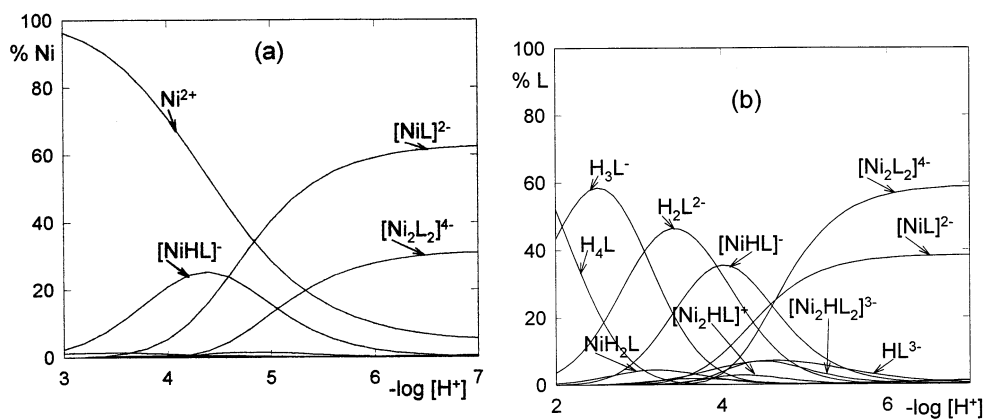 100
% Ni
80
60
40
20
0
(a)
Ni²⁺
[NiL]²⁻
[Ni₂L₂]⁴⁻
[NiHL]⁻
3 4 5 6 7
-log [H⁺]
100
% L
80
60
40
20
0
(b)
H₃L⁻
H₄L
H₂L²⁻
[NiHL]⁻
[Ni₂L₂]⁴⁻
[NiL]²⁻
[Ni₂HL]⁺
[Ni₂HL₂]³⁻
NiH₂L
HL³⁻
2 4 6
-log [H⁺]